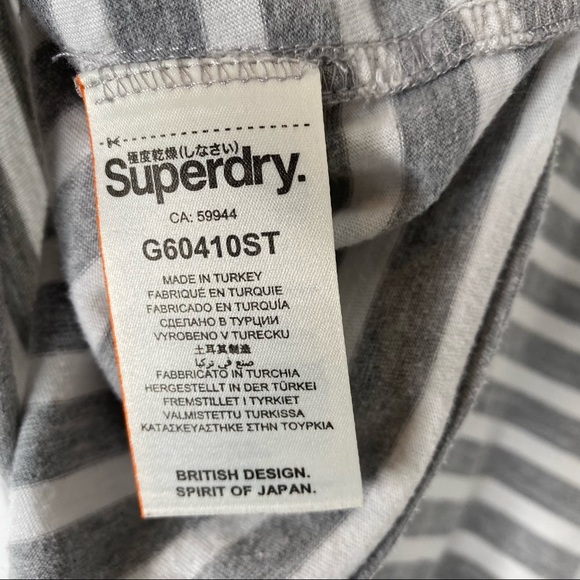 極度乾燥(しなさい)
Superdry.
CA: 59944
G60410ST
MADE IN TURKEY
FABRIQUÉ EN TURQUIE
FABRICADO EN TURQUÍA
СДЕЛАНО В ТУРЦИИ
VYROBENO V TURECKU
土耳其制造
صنع في تركيا
FABBRICATO IN TURCHIA
HERGESTELLT IN DER TÜRKEI
FREMSTILLET I TYRKIET
VALMISTETTU TURKISSA
ΚΑΤΑΣΚΕΥΑΣΤΗΚΕ ΣΤΗΝ ΤΟΥΡΚΙΑ
BRITISH DESIGN.
SPIRIT OF JAPAN.